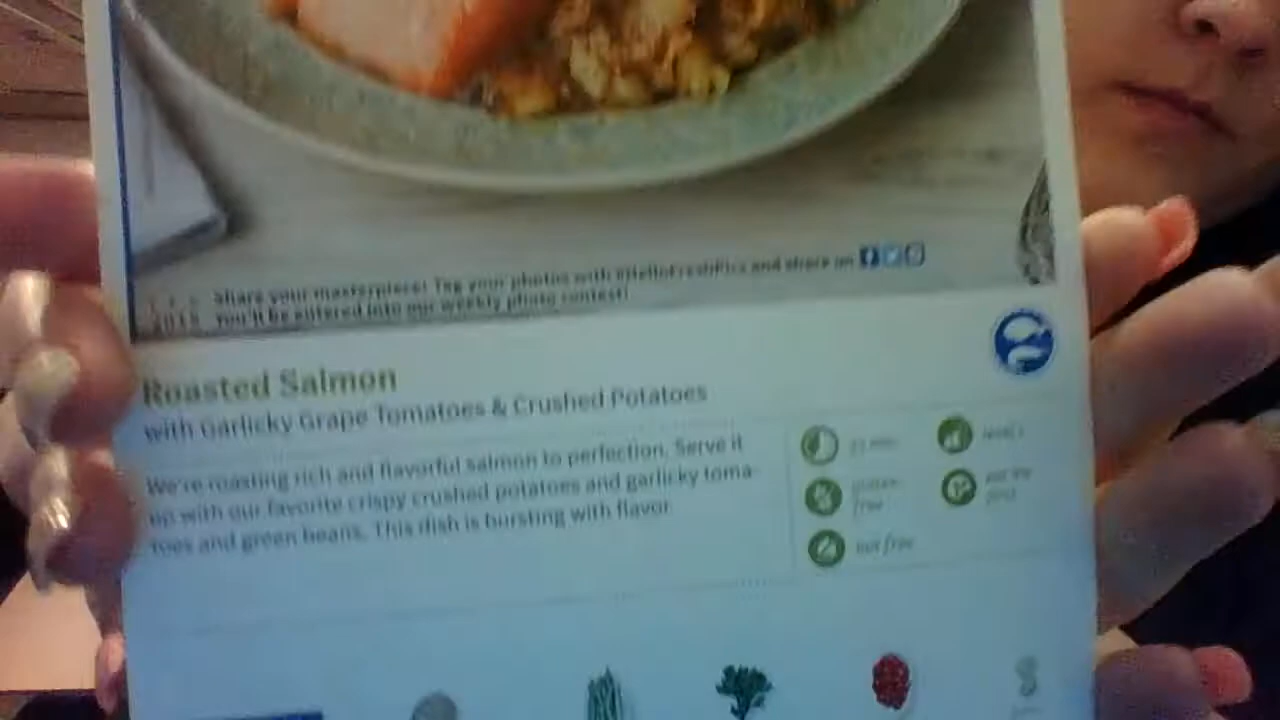 Share your masterpiece! Tag your photos with #HelloFreshPics and share on
You'll be entered into our weekly photo contest!
Roasted Salmon
with Garlicky Grape Tomatoes & Crushed Potatoes
We're roasting rich and flavorful salmon to perfection. Serve it
up with our favorite crispy crushed potatoes and garlicky toma-
toes and green beans. This dish is bursting with flavor.
gluten
free
nut free